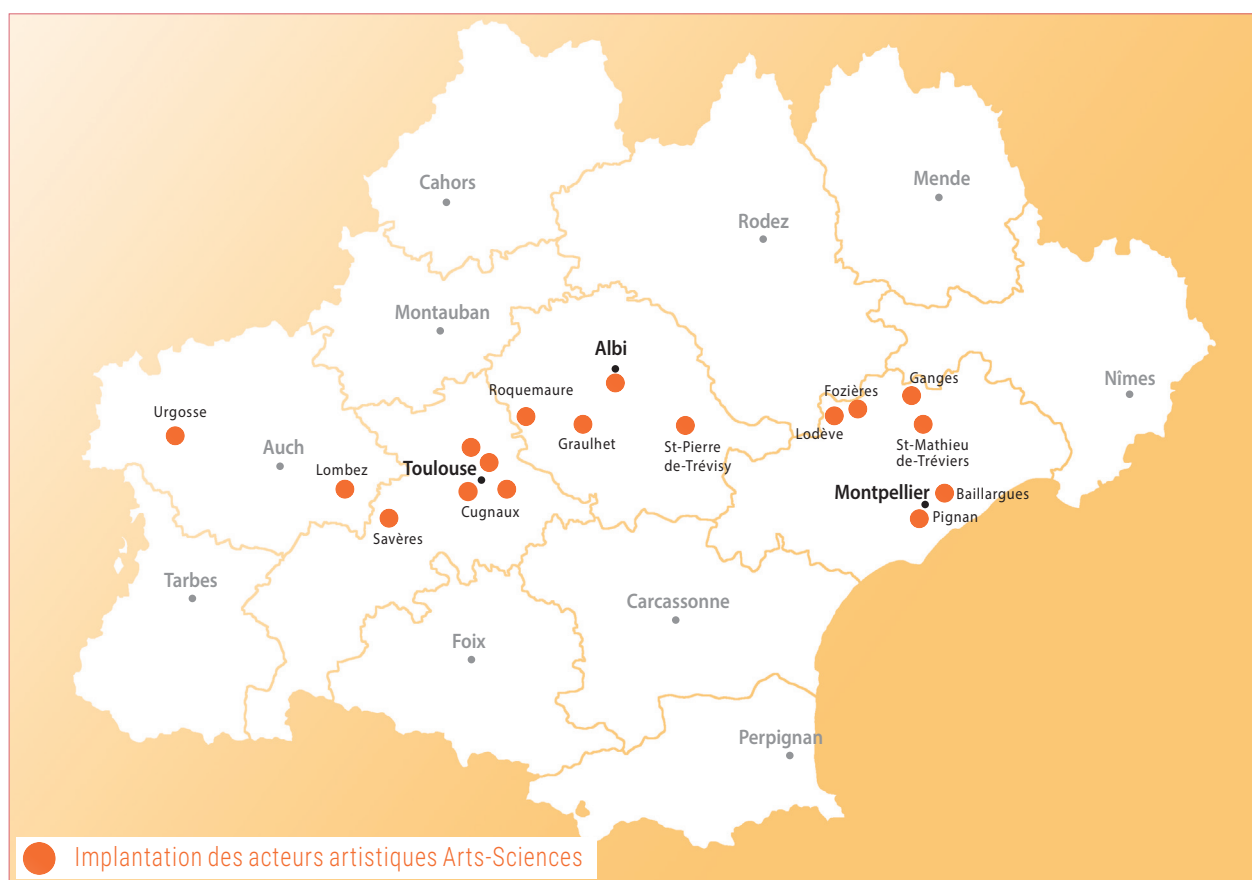 Cahors
Mende
Rodez
Montauban
Albi
Nîmes
Roquemaure
Fozières
Ganges
Urgosse
Graulhet
Lodève
Auch
St-Pierre
de-Trévisy
St-Mathieu
de-Tréviers
Lombez
Toulouse
Cugnaux
Montpellier
Baillargues
Pignan
Savères
Tarbes
Carcassonne
Foix
Perpignan
Implantation des acteurs artistiques Arts-Sciences